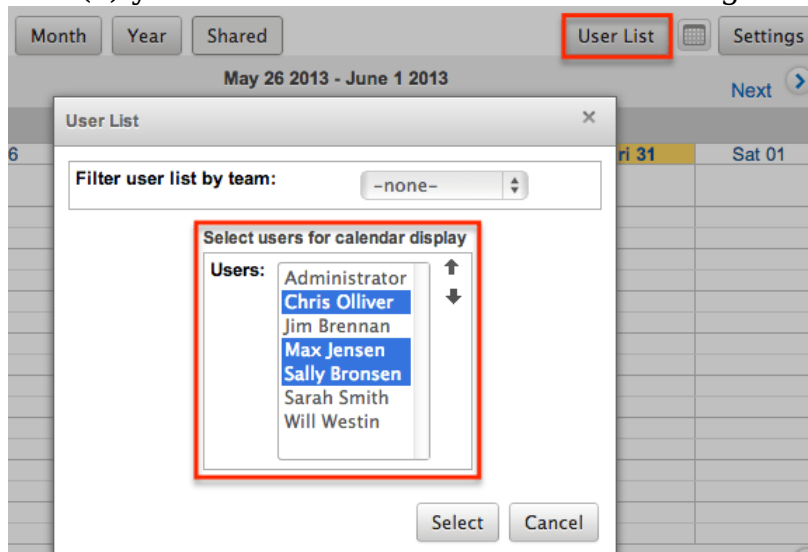 Month Year Shared User List Settings
May 26 2013 - June 1 2013
Next
User List
6 ri 31 Sat 01
Filter user list by team: -none-
Select users for calendar display
Users:
Administrator
Chris Olliver
Jim Brennan
Max Jensen
Sally Bronsen
Sarah Smith
Will Westin
Select Cancel